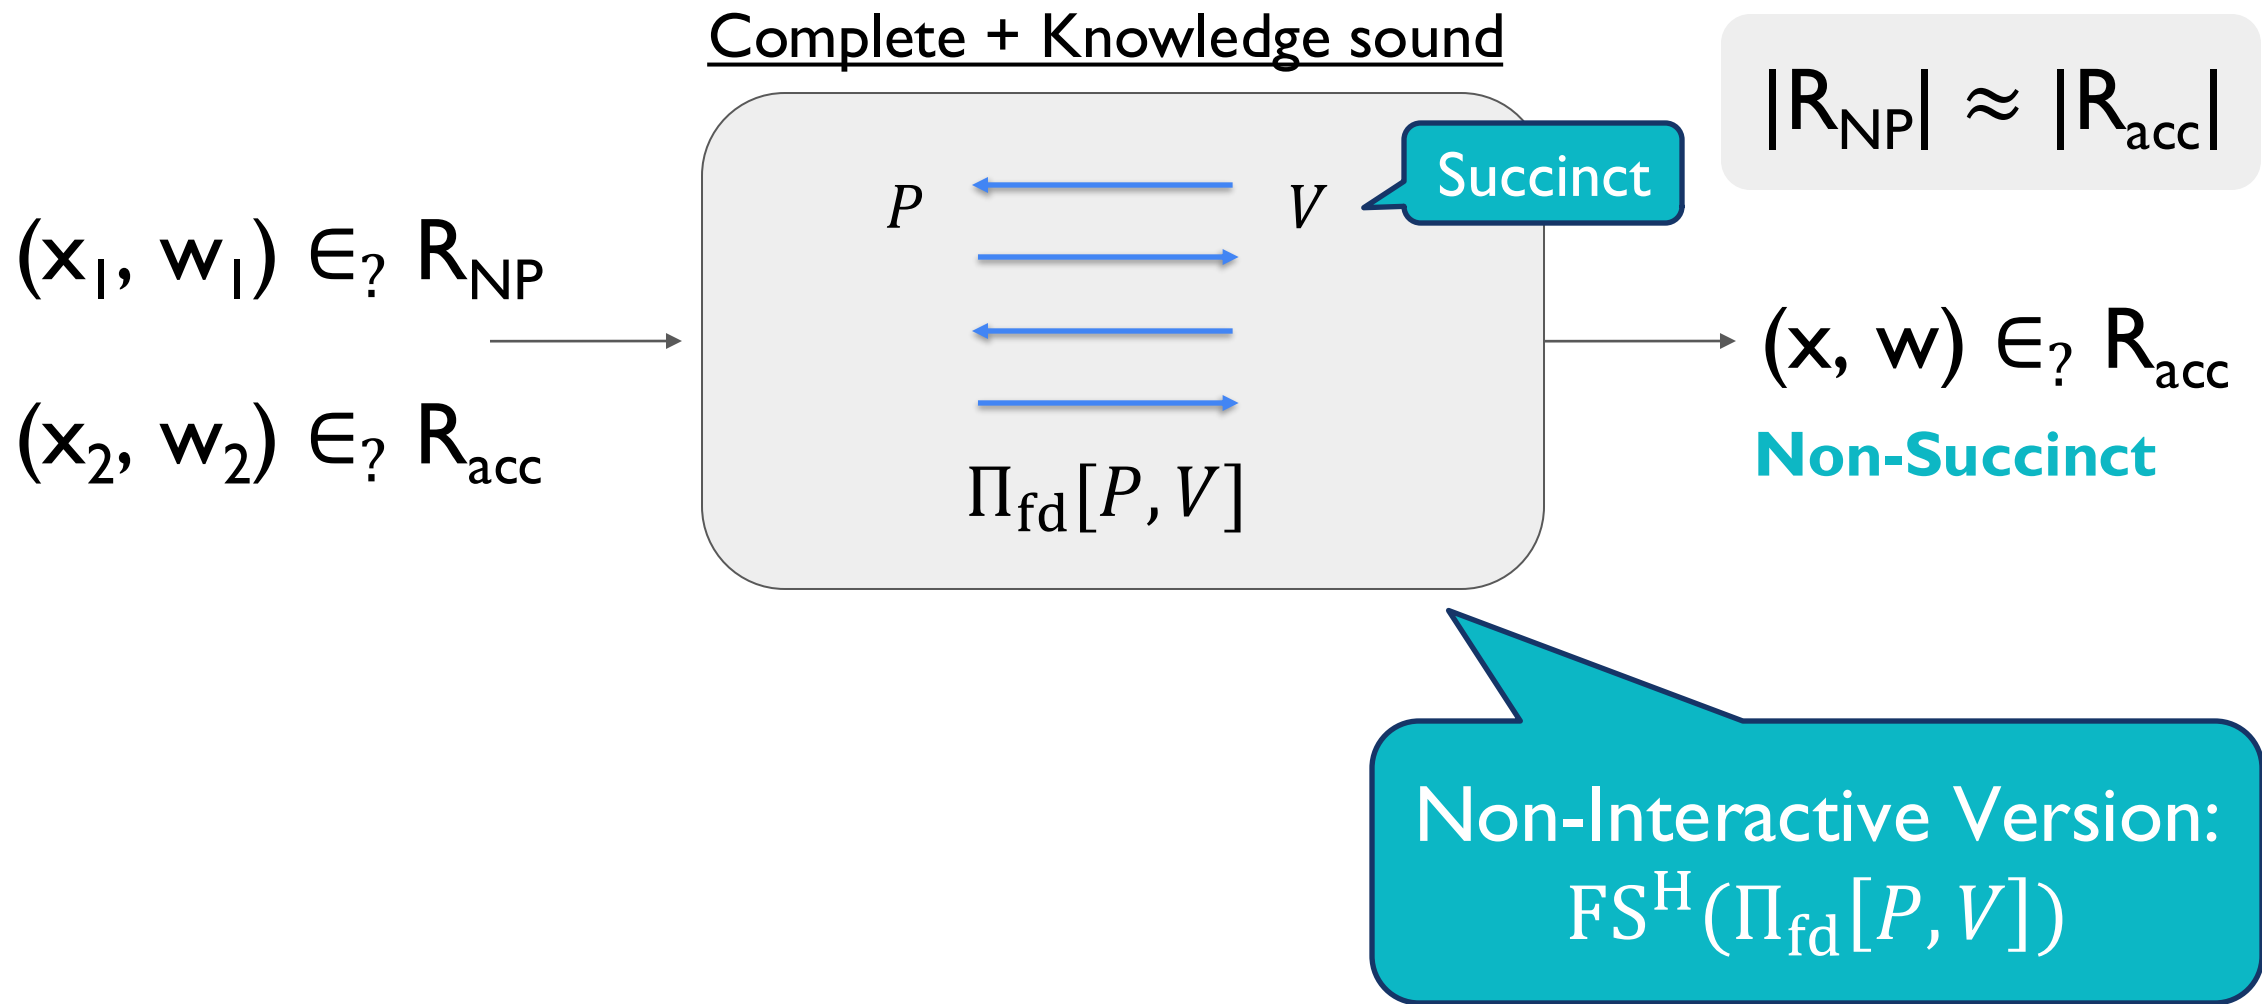 Complete + Knowledge sound
|R_NP| ≈ |R_acc|
Succinct
P
V
(x_1, w_1) ∈_? R_NP
(x_2, w_2) ∈_? R_acc
Π_fd[P, V]
(x, w) ∈_? R_acc
Non-Succinct
Non-Interactive Version:
FS^H(Π_fd[P, V])